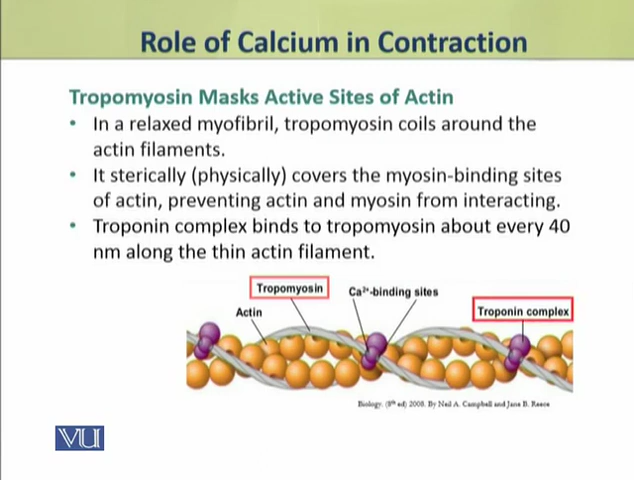 Role of Calcium in Contraction
Tropomyosin Masks Active Sites of Actin
• In a relaxed myofibril, tropomyosin coils around the
actin filaments.
• It sterically (physically) covers the myosin-binding sites
of actin, preventing actin and myosin from interacting.
• Troponin complex binds to tropomyosin about every 40
nm along the thin actin filament.
Tropomyosin
Ca²⁺-binding sites
Actin
Troponin complex
Biology. (8th ed) 2008. By Neil A. Campbell and Jane B. Reece
VU